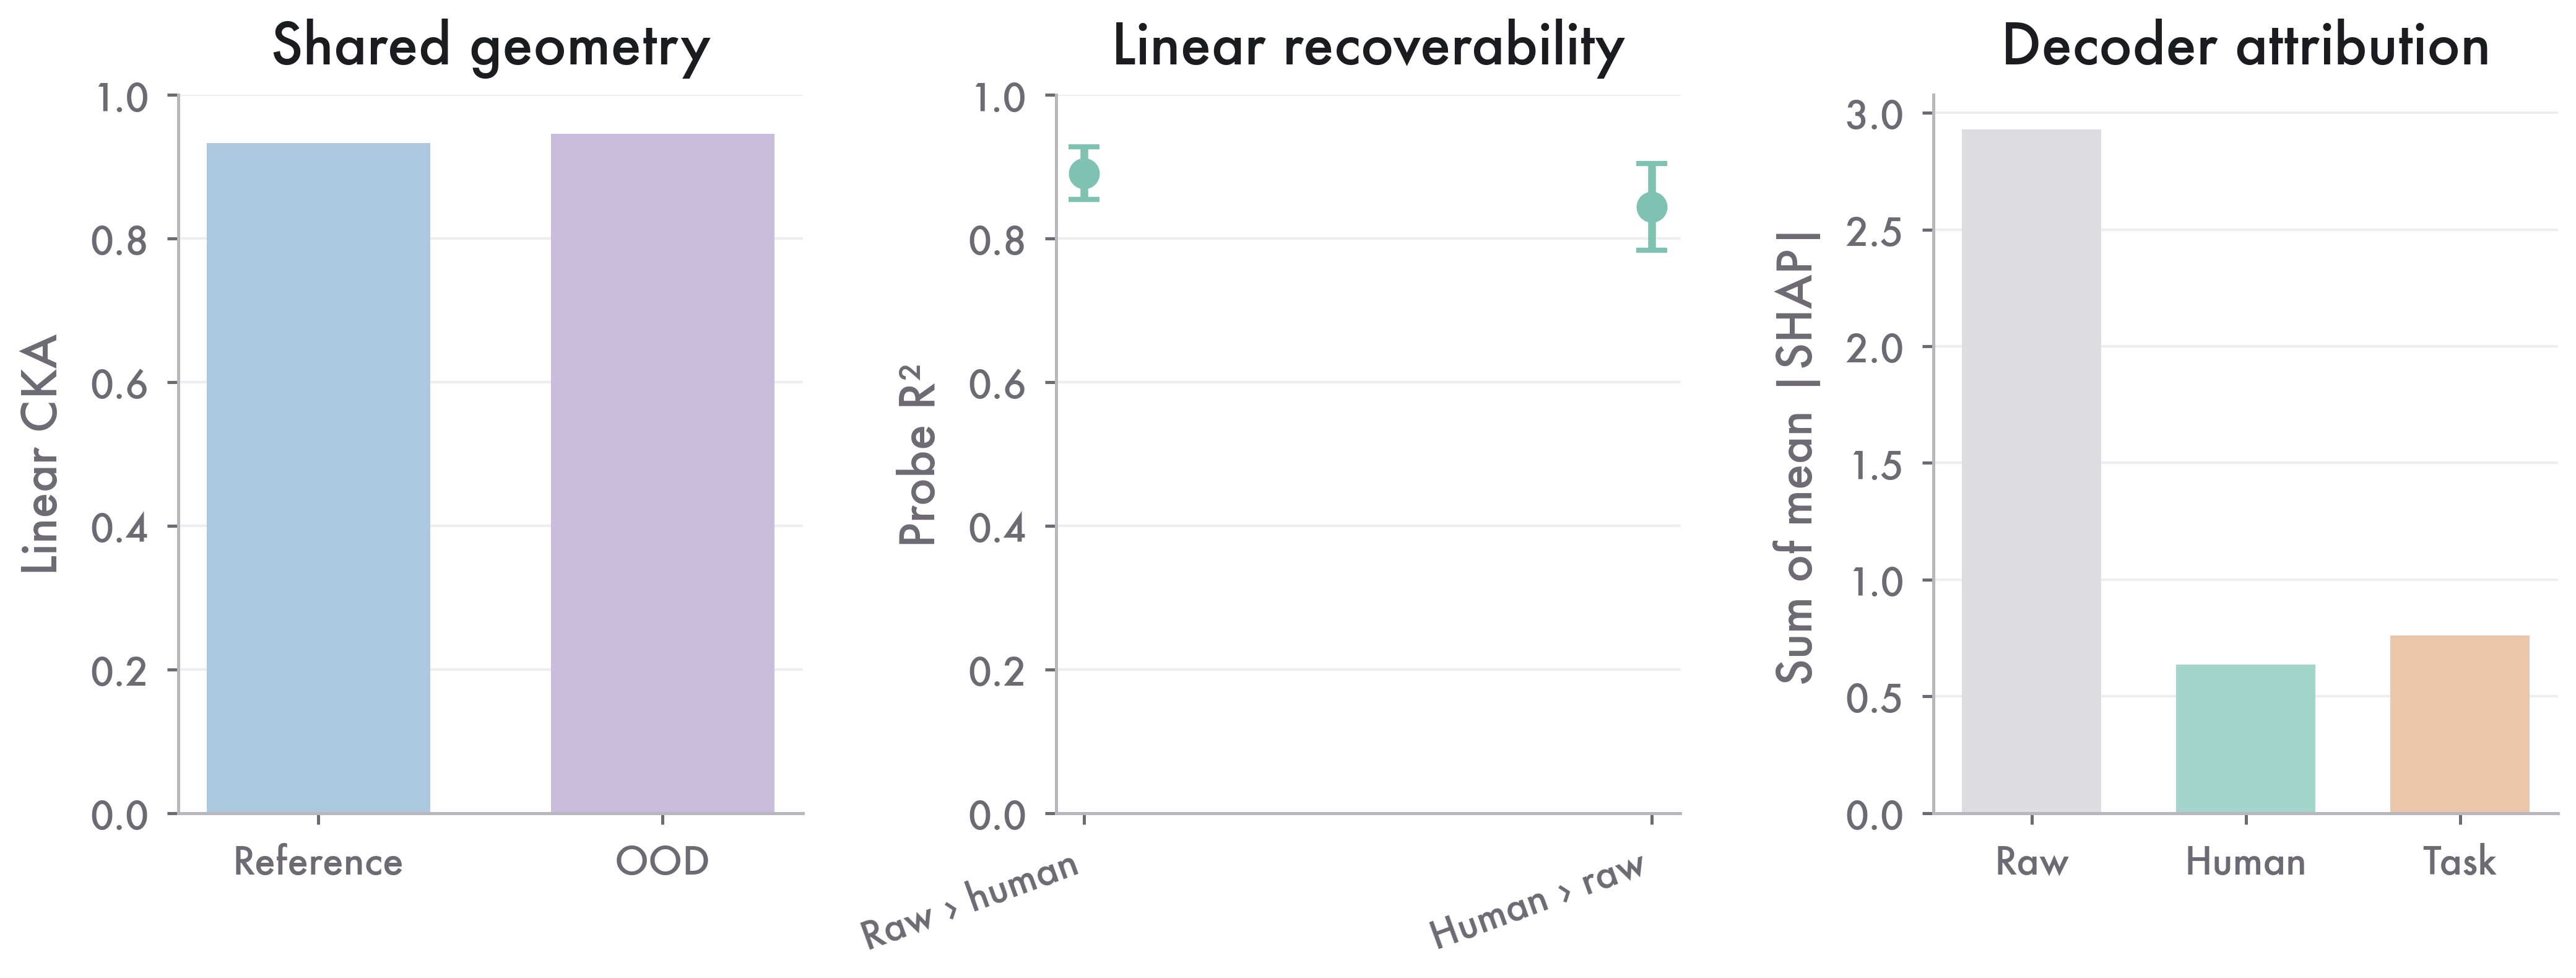 Shared geometry
Linear CKA
1.0
0.8
0.6
0.4
0.2
0.0
Reference
OOD
Linear recoverability
Probe R²
1.0
0.8
0.6
0.4
0.2
0.0
Raw › human
Human › raw
Decoder attribution
Sum of mean |SHAP|
3.0
2.5
2.0
1.5
1.0
0.5
0.0
Raw
Human
Task